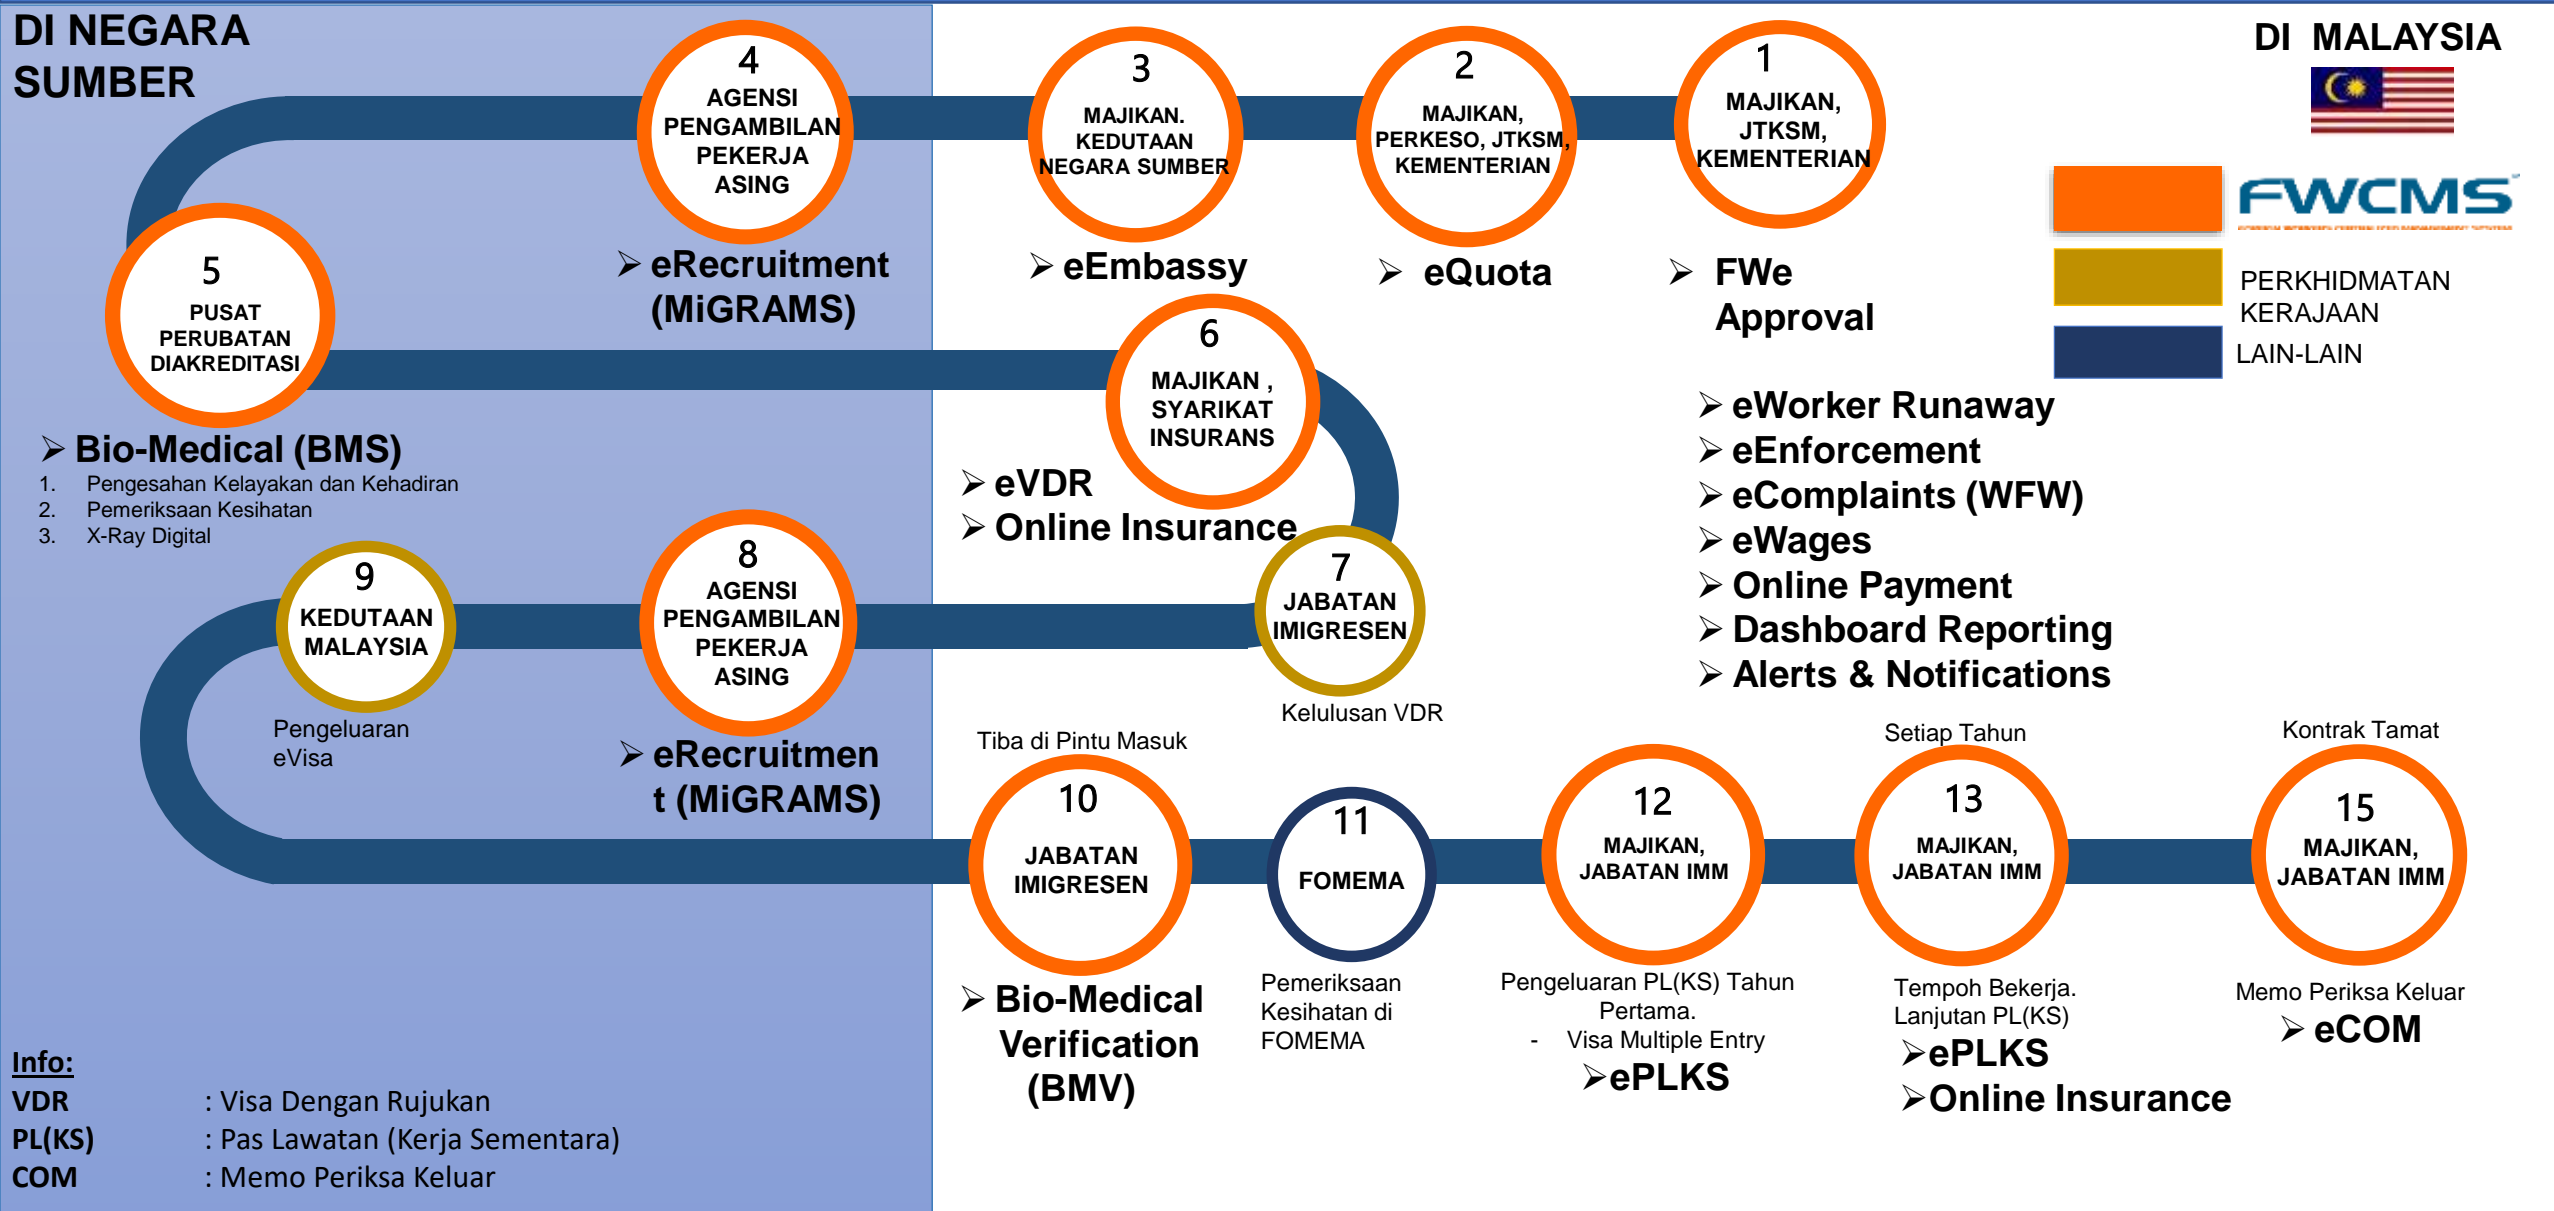 DI NEGARA
SUMBER
DI MALAYSIA
1
MAJIKAN,
JTKSM,
KEMENTERIAN
➢ FWe
Approval
2
MAJIKAN,
PERKESO, JTKSM,
KEMENTERIAN
➢ eQuota
3
MAJIKAN.
KEDUTAAN
NEGARA SUMBER
➢ eEmbassy
4
AGENSI
PENGAMBILAN
PEKERJA
ASING
➢ eRecruitment
(MiGRAMS)
FWCMS
PERKHIDMATAN
KERAJAAN
LAIN-LAIN
5
PUSAT
PERUBATAN
DIAKREDITASI
➢ Bio-Medical (BMS)
1. Pengesahan Kelayakan dan Kehadiran
2. Pemeriksaan Kesihatan
3. X-Ray Digital
6
MAJIKAN ,
SYARIKAT
INSURANS
➢ eVDR
➢ Online Insurance
➢ eWorker Runaway
➢ eEnforcement
➢ eComplaints (WFW)
➢ eWages
➢ Online Payment
➢ Dashboard Reporting
➢ Alerts & Notifications
7
JABATAN
IMIGRESEN
Kelulusan VDR
8
AGENSI
PENGAMBILAN
PEKERJA
ASING
➢ eRecruitmen
t (MiGRAMS)
9
KEDUTAAN
MALAYSIA
Pengeluaran
eVisa
Tiba di Pintu Masuk
10
JABATAN
IMIGRESEN
➢ Bio-Medical
Verification
(BMV)
11
FOMEMA
Pemeriksaan
Kesihatan di
FOMEMA
12
MAJIKAN,
JABATAN IMM
Pengeluaran PL(KS) Tahun
Pertama.
- Visa Multiple Entry
➢ePLKS
Setiap Tahun
13
MAJIKAN,
JABATAN IMM
Tempoh Bekerja.
Lanjutan PL(KS)
➢ePLKS
➢Online Insurance
Kontrak Tamat
15
MAJIKAN,
JABATAN IMM
Memo Periksa Keluar
➢ eCOM
Info:
VDR : Visa Dengan Rujukan
PL(KS) : Pas Lawatan (Kerja Sementara)
COM : Memo Periksa Keluar